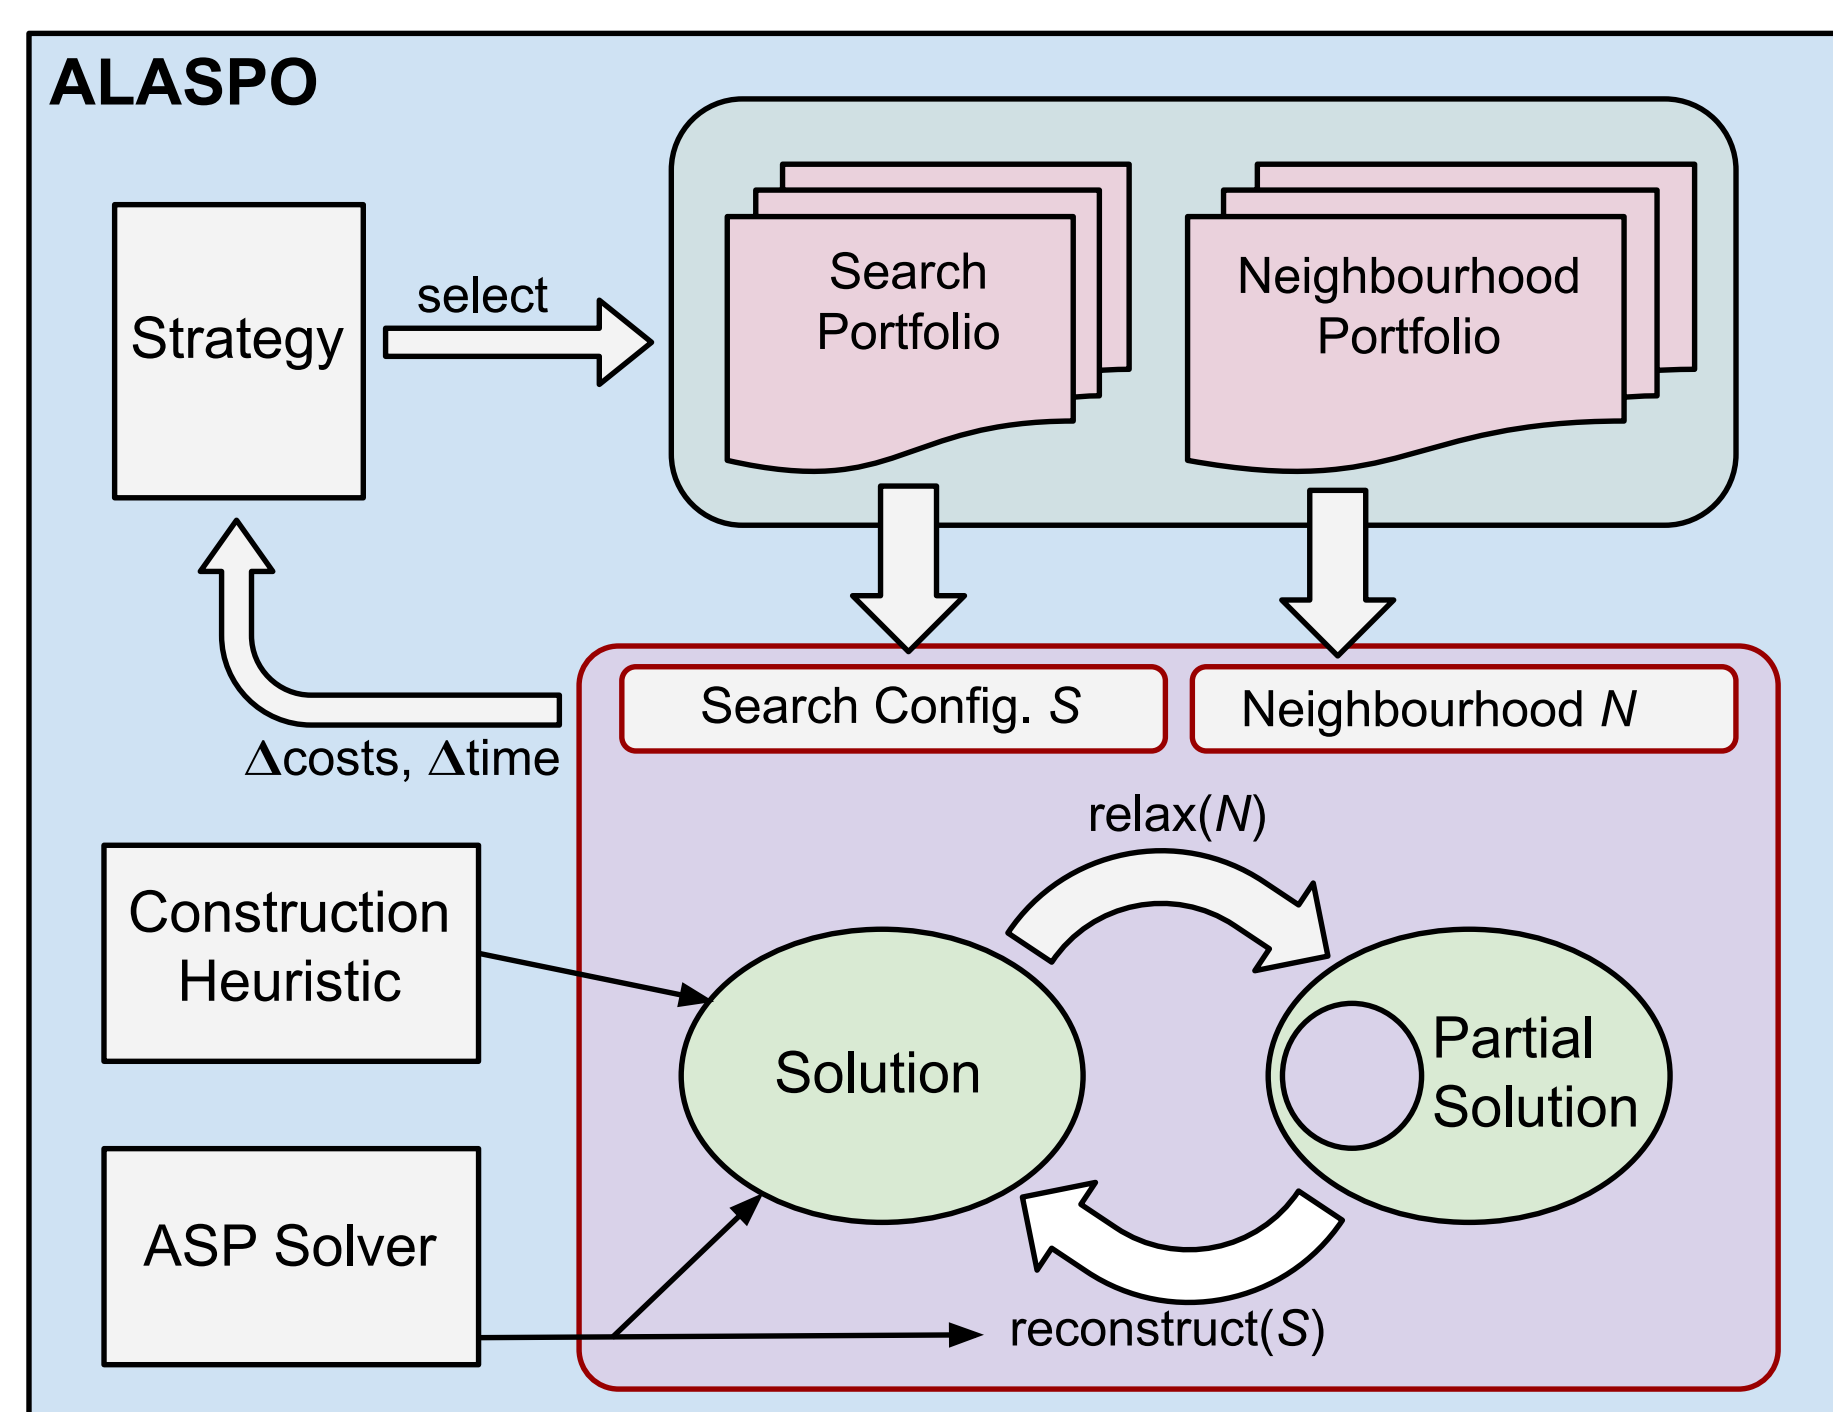 ALASPO
Strategy
select
Search
Portfolio
Neighbourhood
Portfolio
Δcosts, Δtime
Search Config. S
Neighbourhood N
relax(N)
Construction
Heuristic
Solution
Partial
Solution
ASP Solver
reconstruct(S)